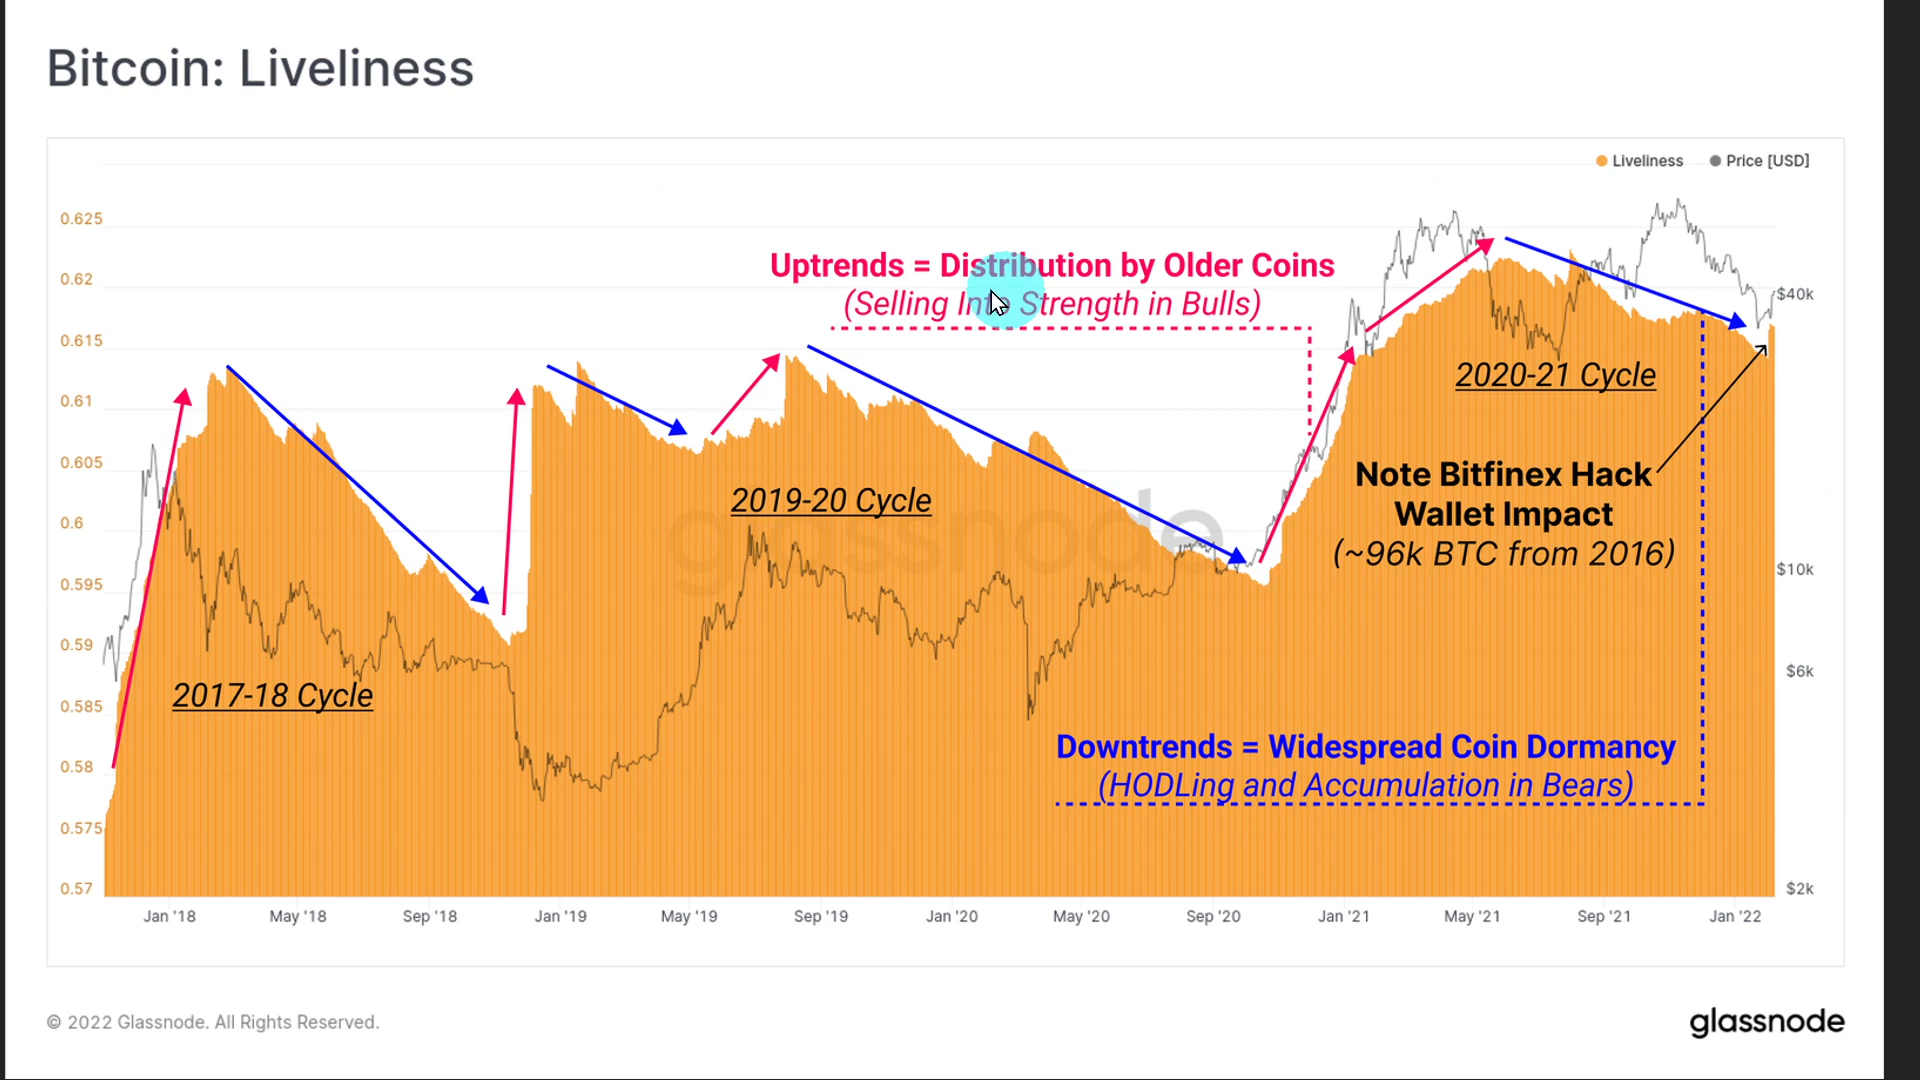 Bitcoin: Liveliness
Liveliness
Price [USD]
0.625
0.62
0.615
0.61
0.605
0.6
0.595
0.59
0.585
0.58
0.575
0.57
Uptrends = Distribution by Older Coins
(Selling Into Strength in Bulls)
$40k
$10k
$6k
$2k
2020-21 Cycle
Note Bitfinex Hack
Wallet Impact
(~96k BTC from 2016)
2019-20 Cycle
glassnode
2017-18 Cycle
Downtrends = Widespread Coin Dormancy
(HODLing and Accumulation in Bears)
Jan '18
May '18
Sep '18
Jan '19
May '19
Sep '19
Jan '20
May '20
Sep '20
Jan '21
May '21
Sep '21
Jan '22
© 2022 Glassnode. All Rights Reserved.
glassnode